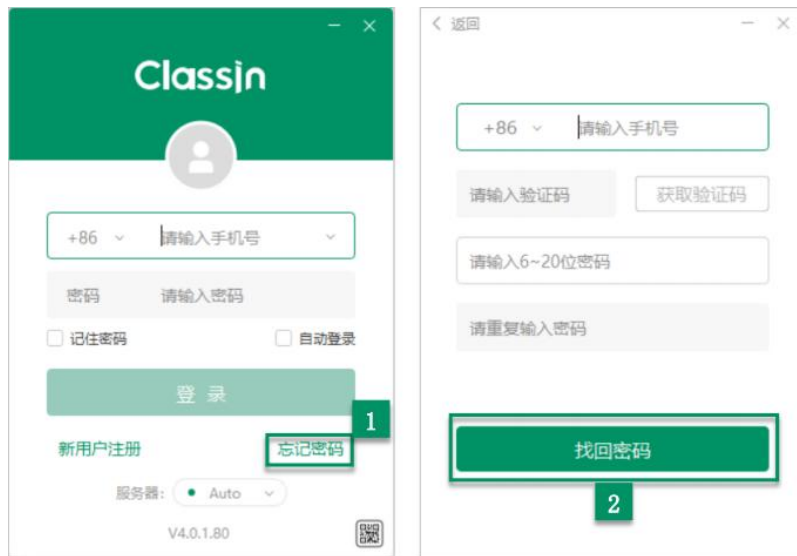 ClassIn
+86 请输入手机号
密码 请输入密码
记住密码 自动登录
登 录
1
新用户注册 忘记密码
服务器: Auto
V4.0.1.80
返回
+86 请输入手机号
请输入验证码 获取验证码
请输入6~20位密码
请重复输入密码
找回密码
2